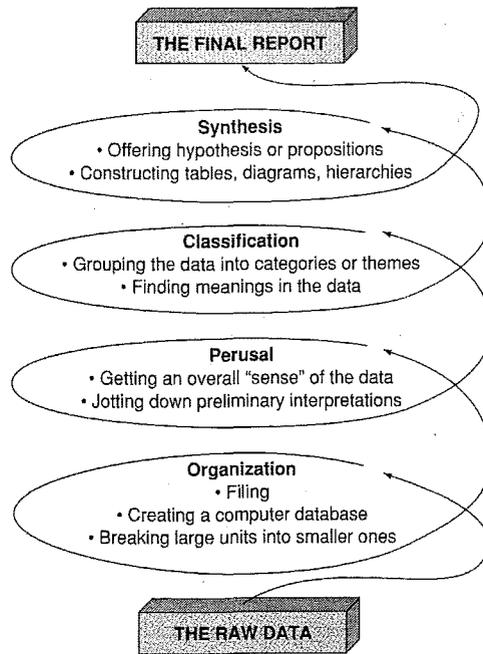 THE FINAL REPORT
Synthesis
• Offering hypothesis or propositions
• Constructing tables, diagrams, hierarchies
Classification
• Grouping the data into categories or themes
• Finding meanings in the data
Perusal
• Getting an overall “sense” of the data
• Jotting down preliminary interpretations
Organization
• Filing
• Creating a computer database
• Breaking large units into smaller ones
THE RAW DATA